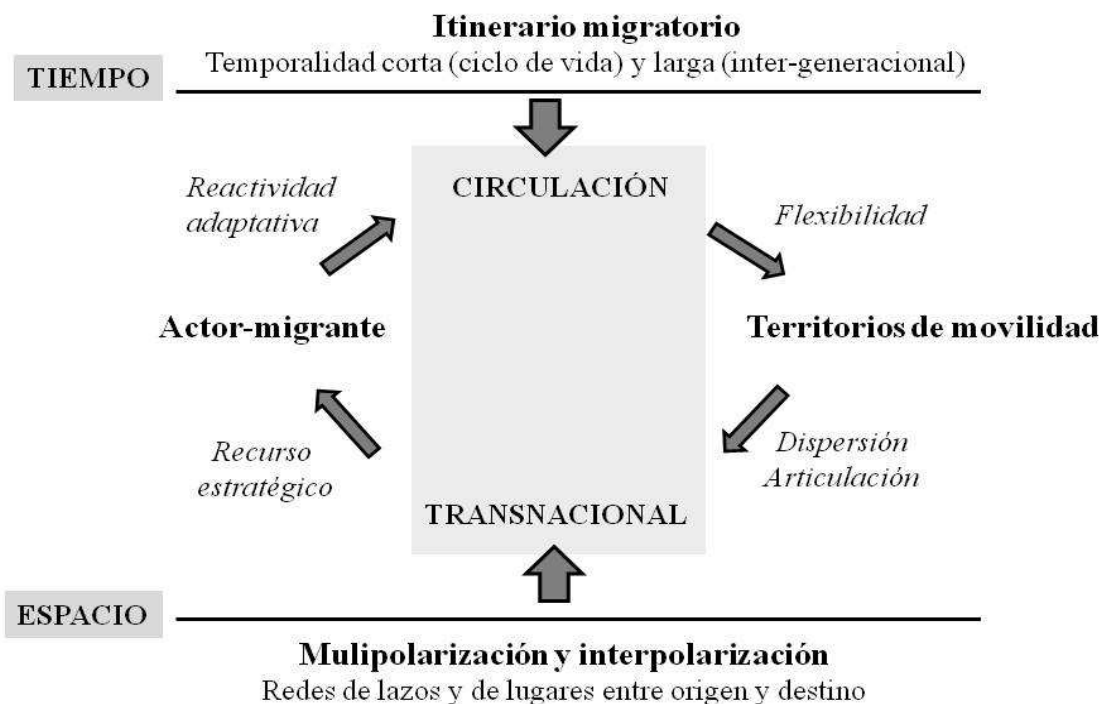 Itinerario migratorio
Temporalidad corta (ciclo de vida) y larga (inter-generacional)
TIEMPO
CIRCULACIÓN
Reactividad
adaptativa
Flexibilidad
Actor-migrante
Territorios de movilidad
Recurso
estratégico
Dispersión
Articulación
TRANSNACIONAL
ESPACIO
Mulipolarización y interpolarización
Redes de lazos y de lugares entre origen y destino